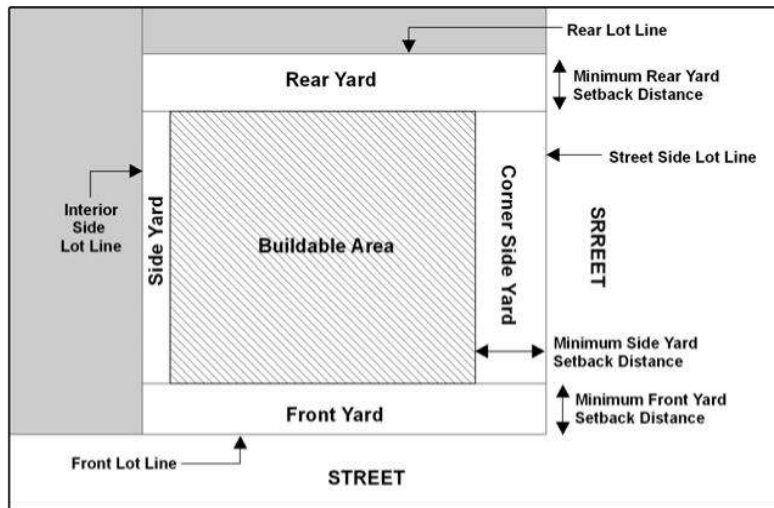 Rear Lot Line
Rear Yard
Minimum Rear Yard
Setback Distance
Street Side Lot Line
Interior
Side
Lot Line
Side Yard
Buildable Area
Corner Side Yard
SRREET
Minimum Side Yard
Setback Distance
Minimum Front Yard
Setback Distance
Front Yard
Front Lot Line
STREET